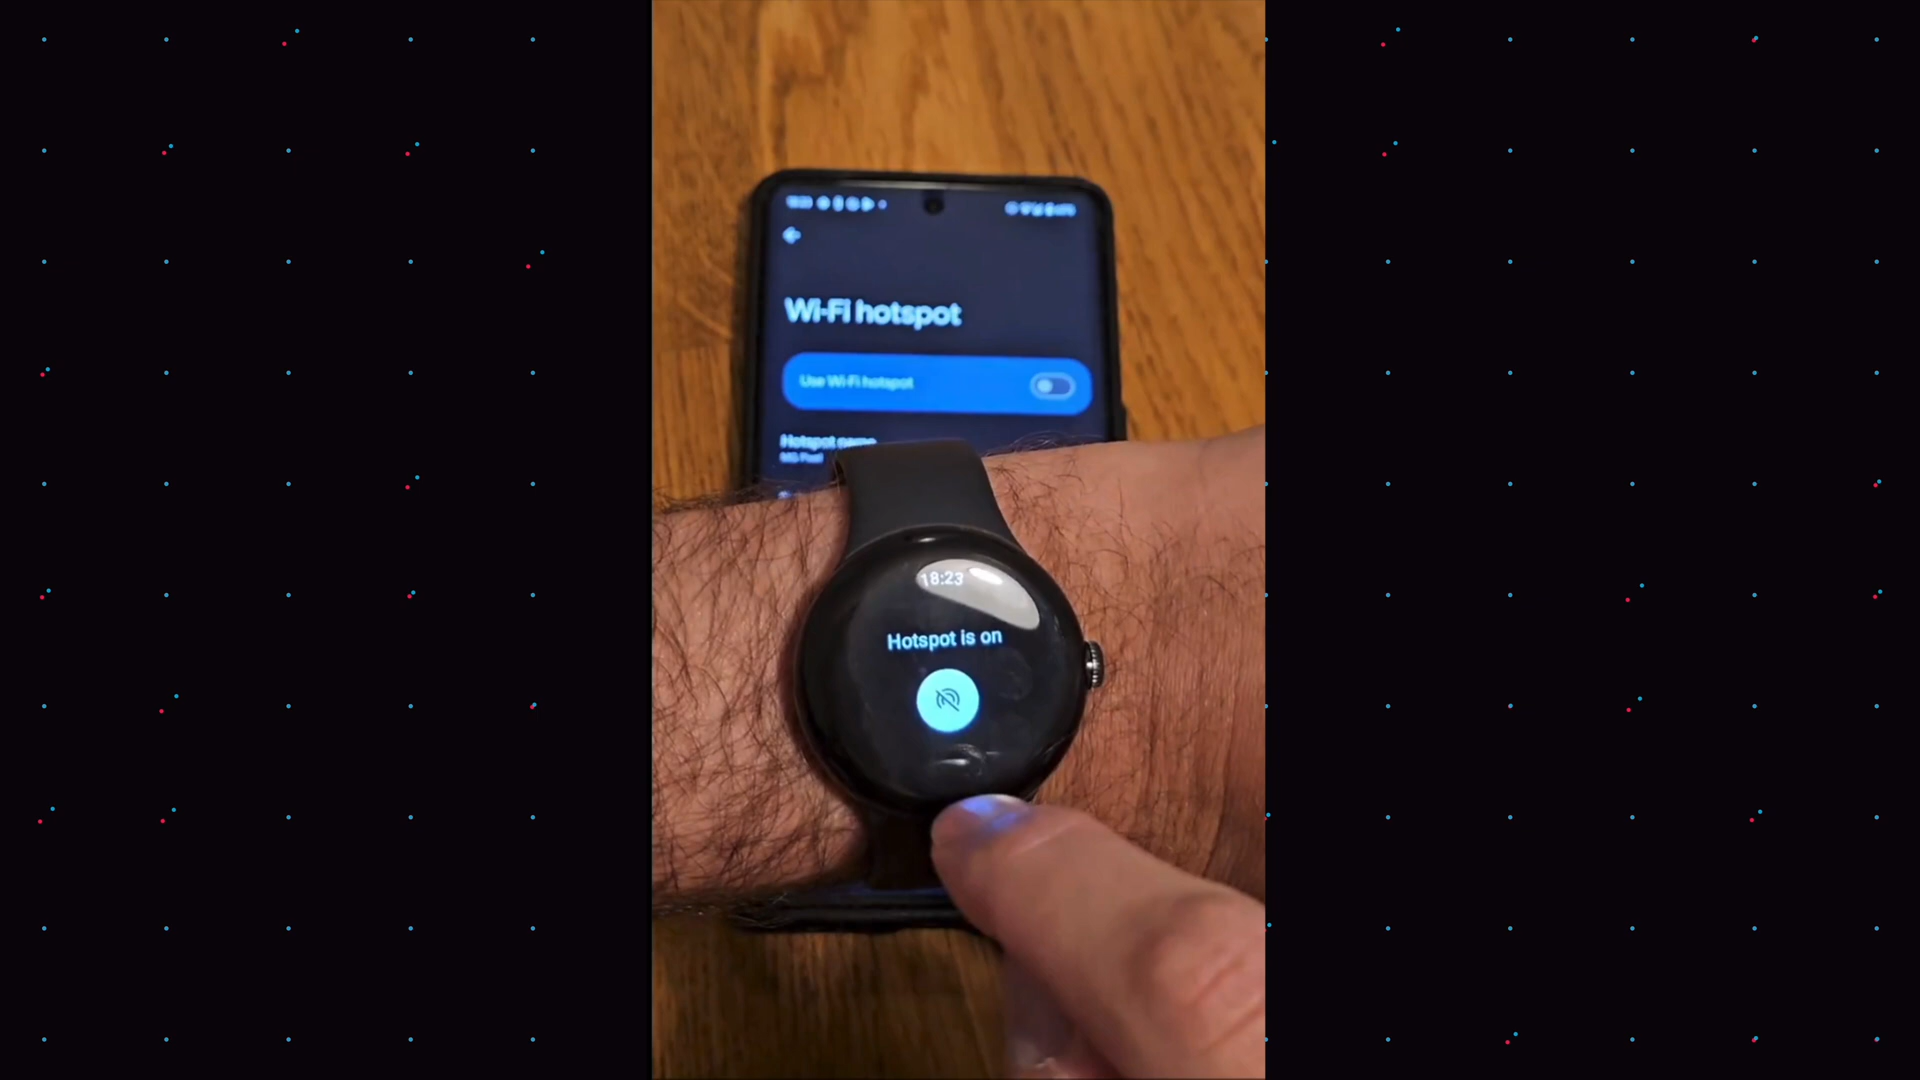 Wi-Fi hotspot
Use Wi-Fi hotspot
Hotspot name
18:23
Hotspot is on